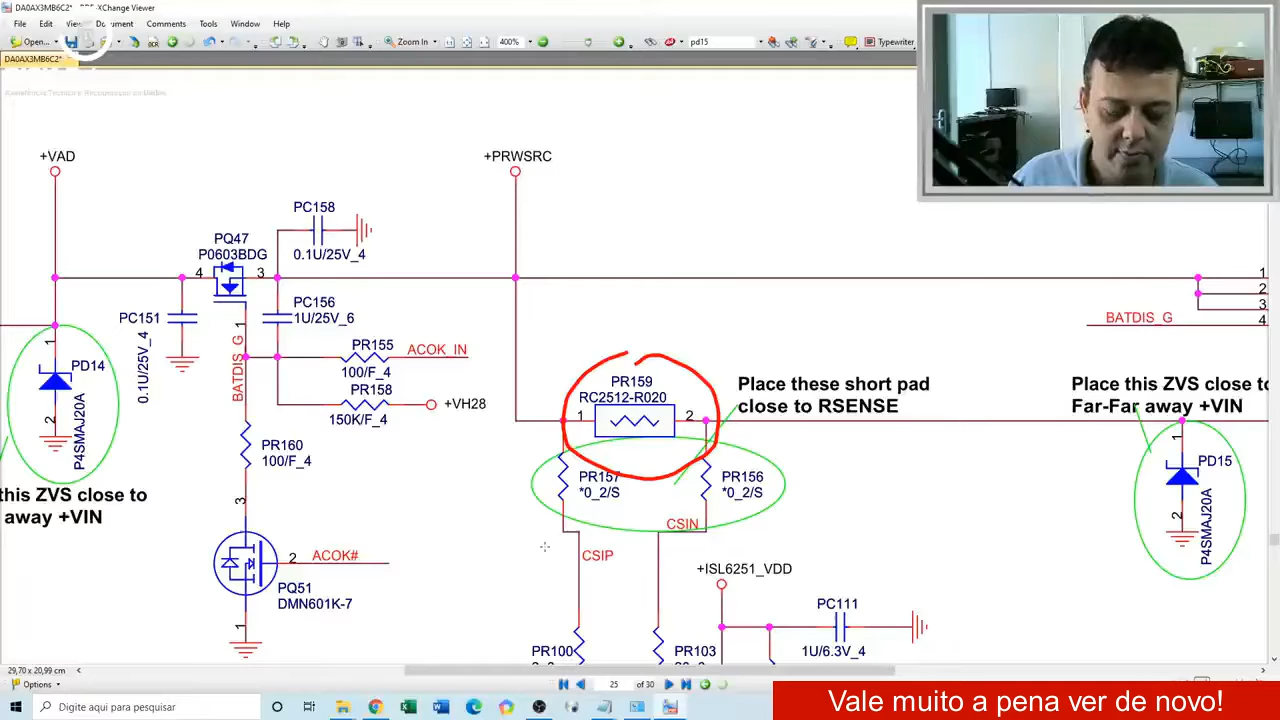 DA0AX3MB6C2* - PDF-XChange Viewer
File Edit View Document Comments Tools Window Help
Open... OCR Zoom In 400% pd15 Typewriter
DA0AX3MB6C2*
+VAD
+PRWSRC
PC158
0.1U/25V_4
PQ47
P0603BDG
4 3
1
2
3
4
BATDIS_G
PC151
0.1U/25V_4
PC156
1U/25V_6
1
BATDIS_G
PR155
ACOK_IN
100/F_4
PR158
+VH28
150K/F_4
1
PD14
2
P4SMAJ20A
PR159
RC2512-R020
1 2
Place these short pad
close to RSENSE
Place this ZVS close to
Far-Far away +VIN
PR160
100/F_4
PR157
*0_2/S
PR156
*0_2/S
1
PD15
2
P4SMAJ20A
this ZVS close to
away +VIN
3
CSIN
CSIP
2 ACOK#
PQ51
DMN601K-7
1
+ISL6251_VDD
PC111
1U/6.3V_4
PR100
PR103
29,70 x 20,99 cm
Options 25 of 30
Digite aqui para pesquisar
Vale muito a pena ver de novo!